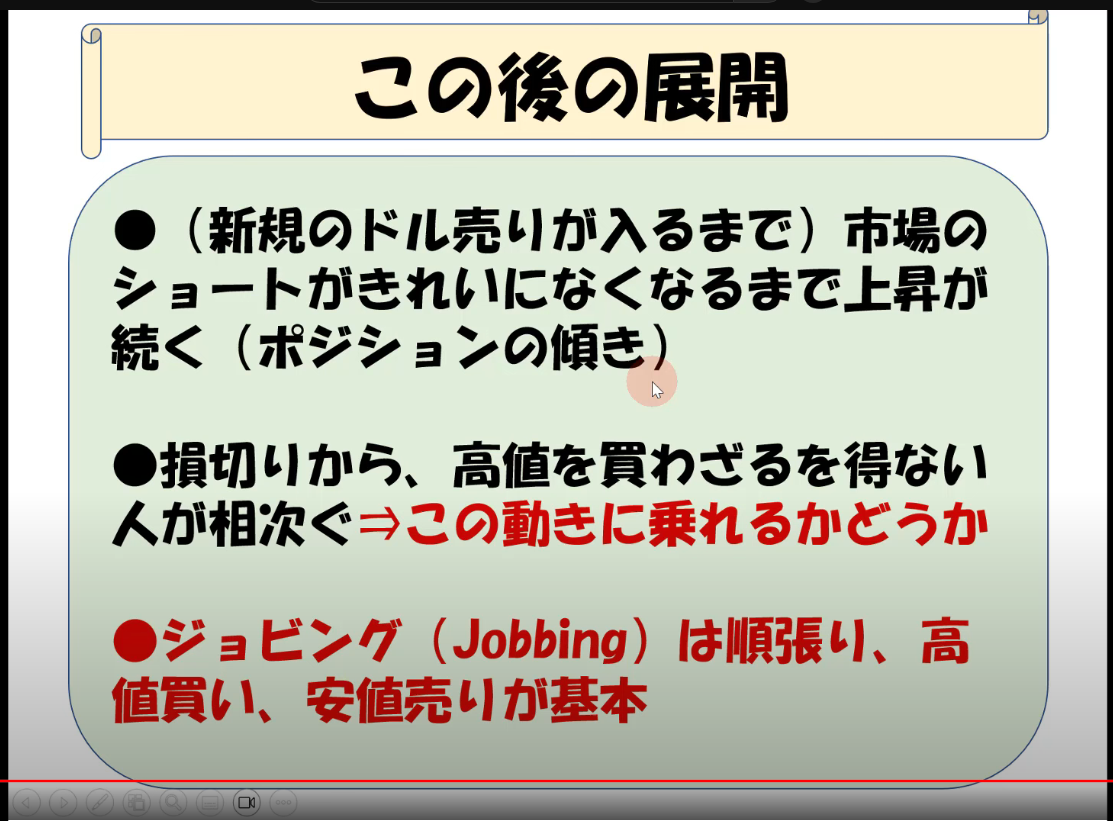 この後の展開
●（新規のドル売りが入るまで）市場の
ショートがきれいになくなるまで上昇が
続く（ポジションの傾き）
●損切りから、高値を買わざるを得ない
人が相次ぐ⇒この動きに乗れるかどうか
●ジョビング（Jobbing）は順張り、高
値買い、安値売りが基本